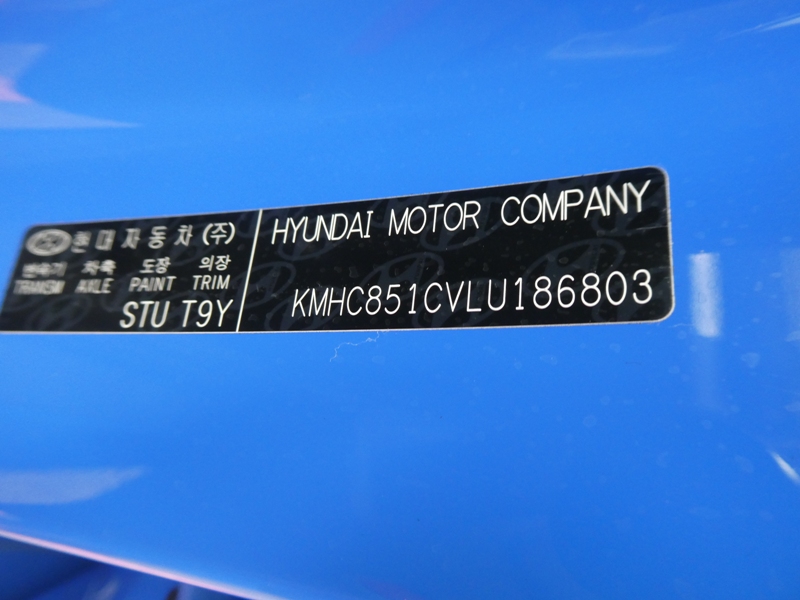 현대자동차(주)
변속기 차축 도장 의장
TRANSM AXLE PAINT TRIM
STU T9Y
HYUNDAI MOTOR COMPANY
KMHC851CVLU186803